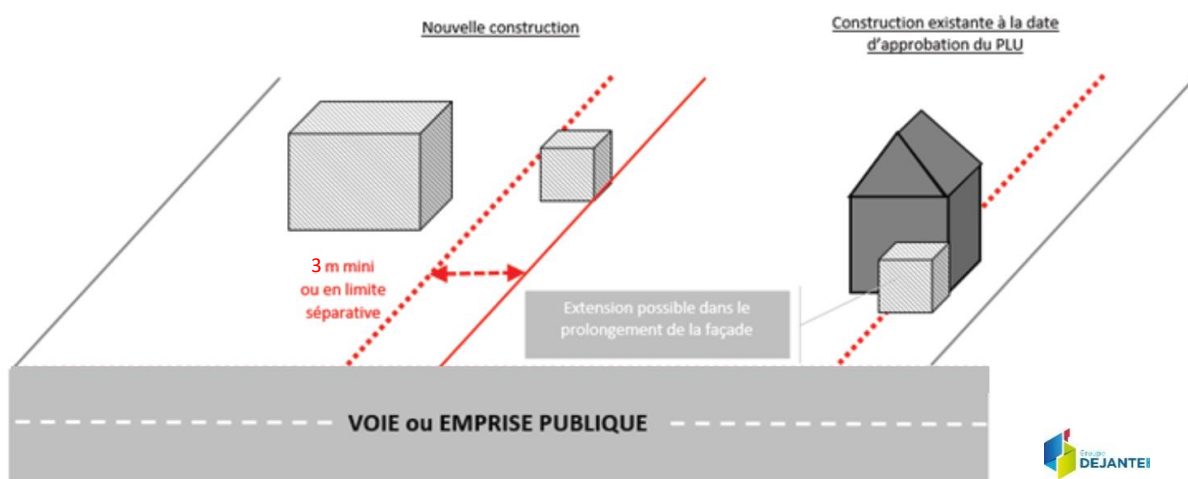 Nouvelle construction
Construction existante à la date
d'approbation du PLU
3 m mini
ou en limite
séparative
Extension possible dans le
prolongement de la façade
VOIE ou EMPRISE PUBLIQUE
Groupe
DEJANTE